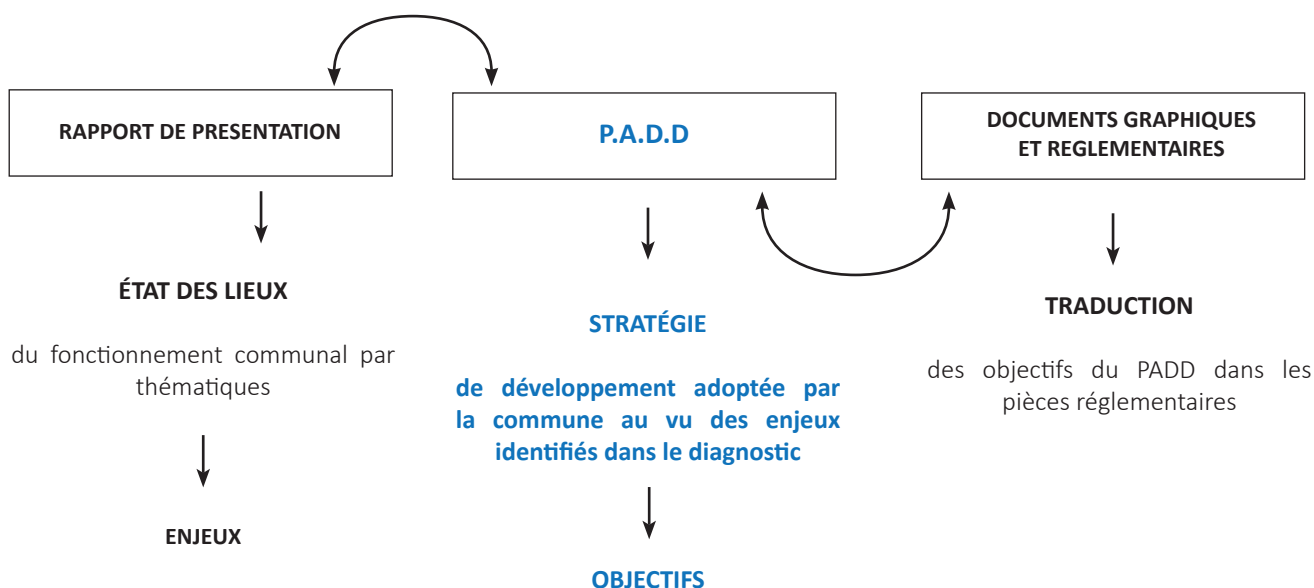 RAPPORT DE PRESENTATION
P.A.D.D
DOCUMENTS GRAPHIQUES
ET REGLEMENTAIRES
ÉTAT DES LIEUX
du fonctionnement communal par
thématiques
ENJEUX
STRATÉGIE
de développement adoptée par
la commune au vu des enjeux
identifiés dans le diagnostic
OBJECTIFS
TRADUCTION
des objectifs du PADD dans les
pièces réglementaires